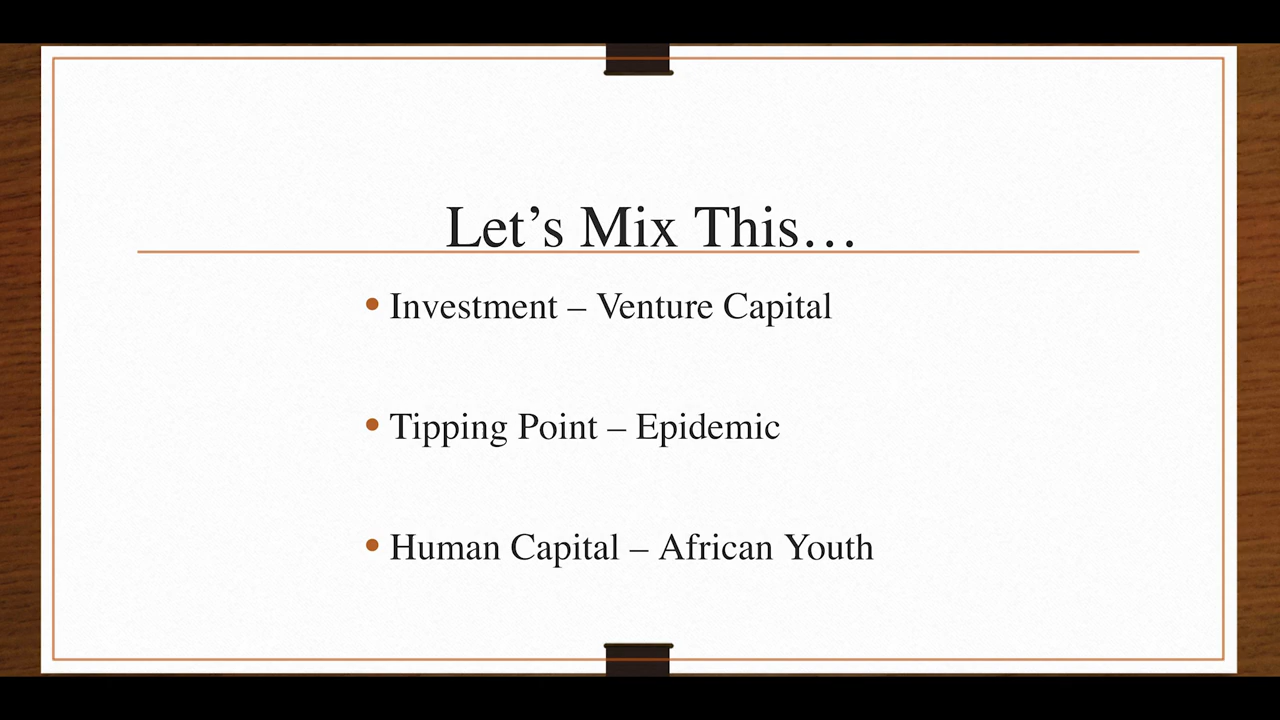 Let’s Mix This…
• Investment – Venture Capital
• Tipping Point – Epidemic
• Human Capital – African Youth